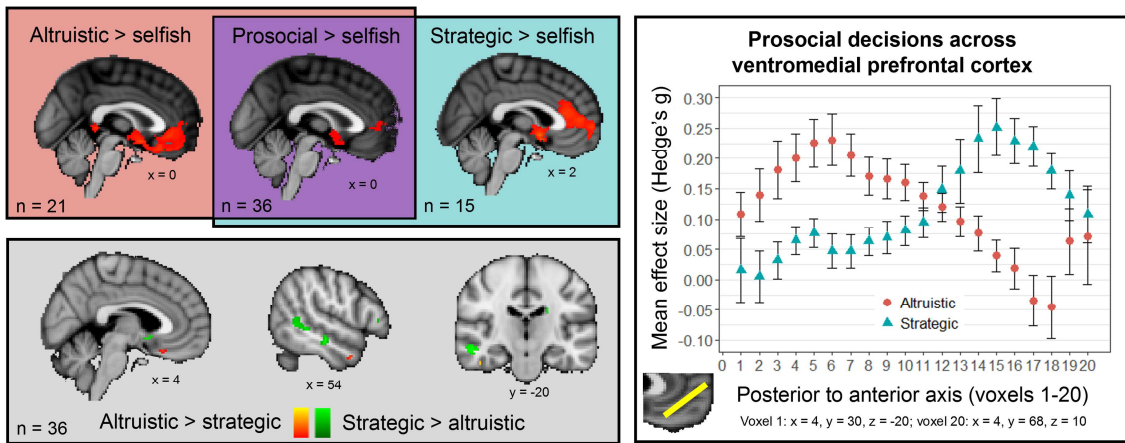 Altruistic > selfish
Prosocial > selfish
Strategic > selfish
x = 0
x = 0
x = 2
n = 21
n = 36
n = 15
x = 4
x = 54
y = -20
n = 36
Altruistic > strategic
Strategic > altruistic
Prosocial decisions across
ventromedial prefrontal cortex
Mean effect size (Hedge's g)
0.30
0.25
0.20
0.15
0.10
0.05
0.00
-0.05
-0.10
Altruistic
Strategic
0 1 2 3 4 5 6 7 8 9 10 11 12 13 14 15 16 17 18 19 20
Posterior to anterior axis (voxels 1-20)
Voxel 1: x = 4, y = 30, z = -20; voxel 20: x = 4, y = 68, z = 10